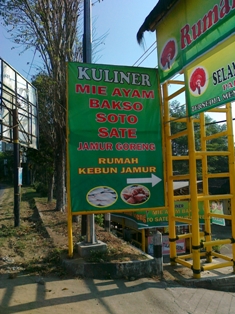 KULINER
MIE AYAM
BAKSO
SOTO
SATE
JAMUR GORENG
RUMAH
KEBUN JAMUR
Rumah
SELA